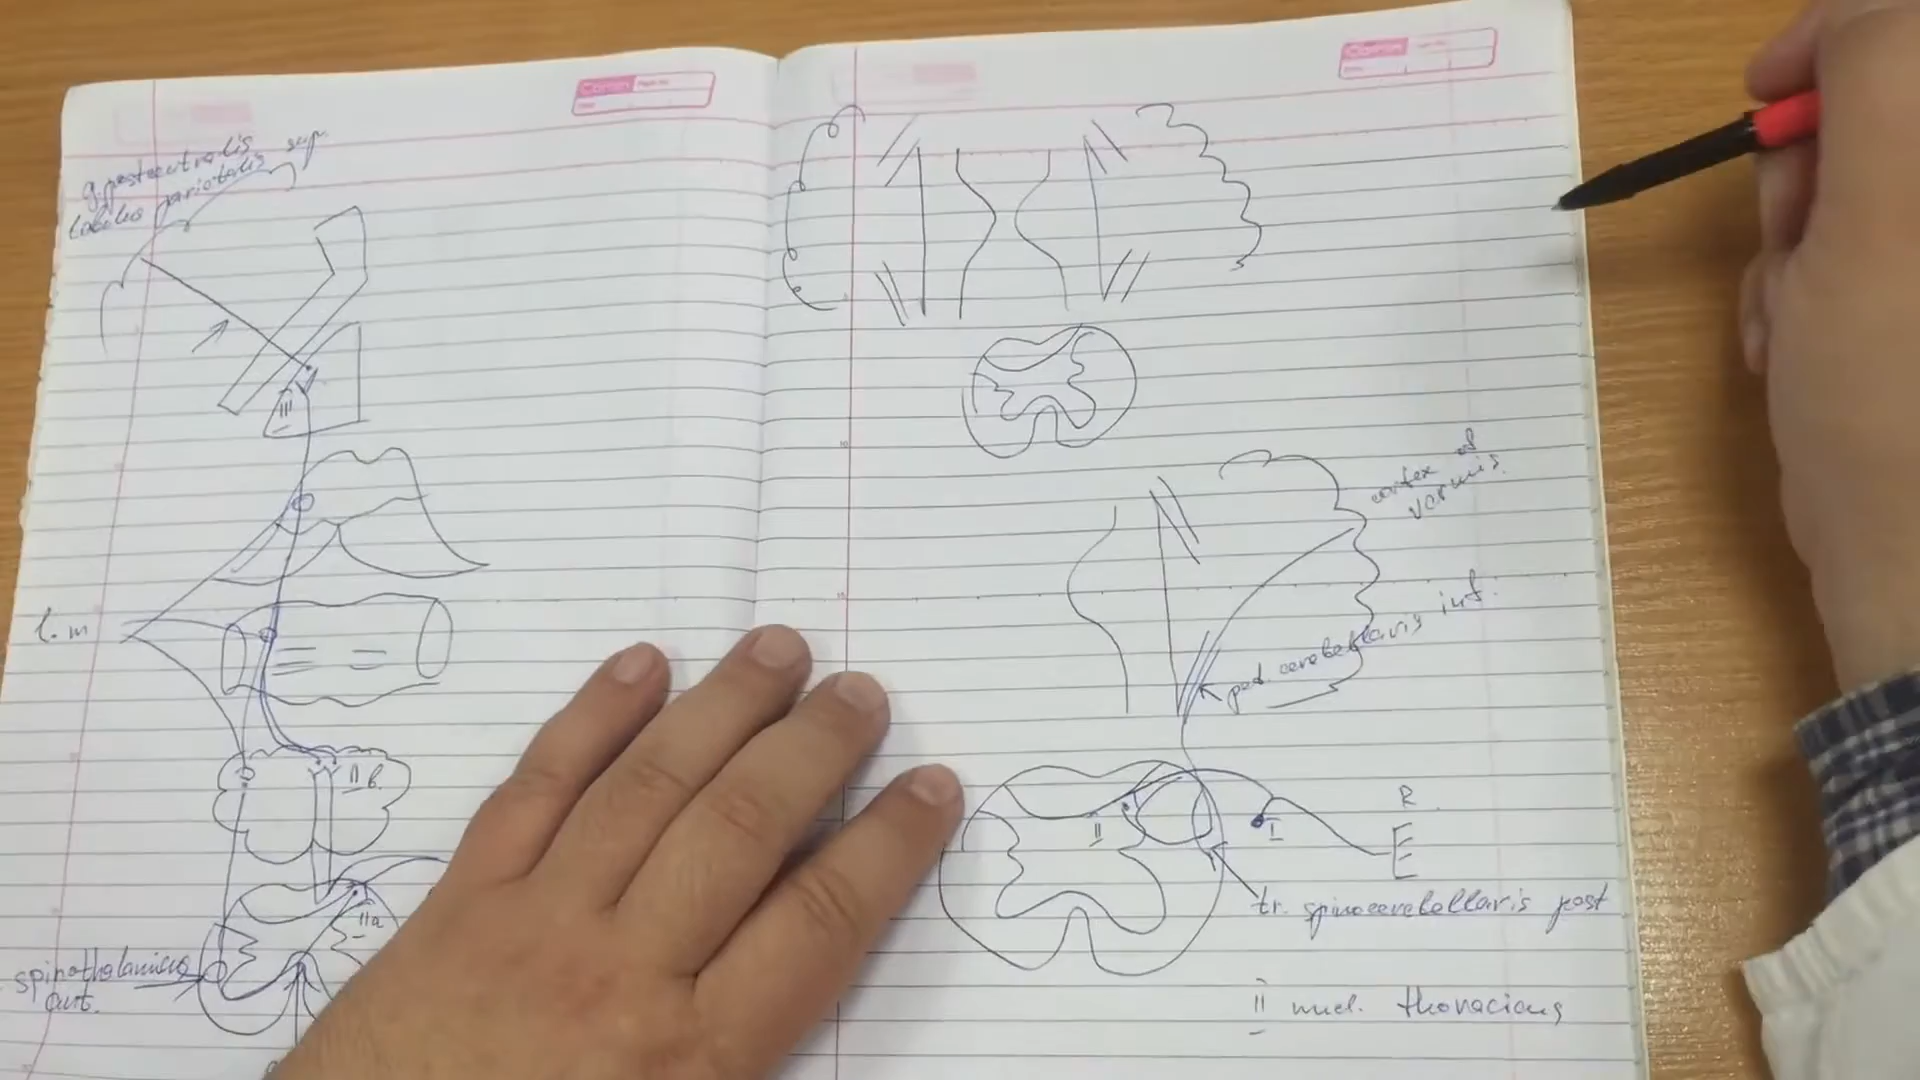 g. postcentralis
lobulus parietalis sup.
III
l. m
II b.
IIa
spinothalamicus
ant.
cortex of
vermis.
ped. cerebellaris inf.
R.
II
I
tr. spinocerebellaris post
II nucl. thoracicus